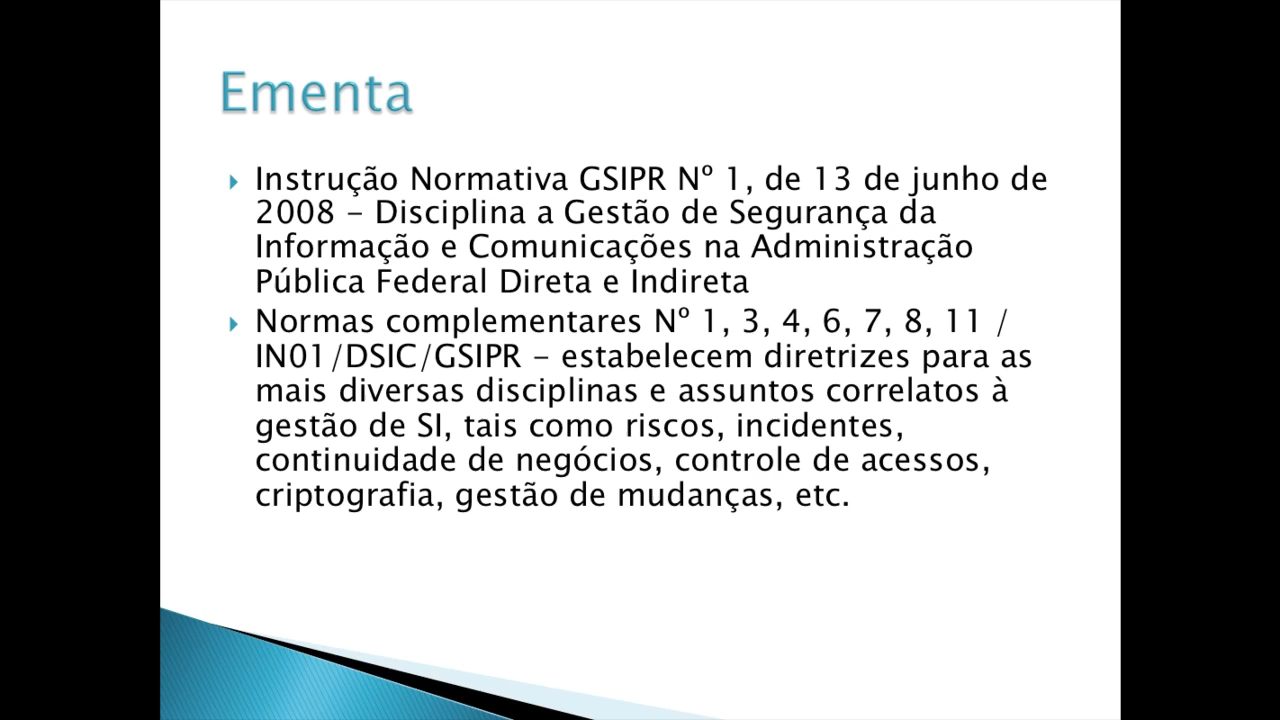 Ementa
Instrução Normativa GSIPR Nº 1, de 13 de junho de
2008 - Disciplina a Gestão de Segurança da
Informação e Comunicações na Administração
Pública Federal Direta e Indireta
Normas complementares Nº 1, 3, 4, 6, 7, 8, 11 /
IN01/DSIC/GSIPR - estabelecem diretrizes para as
mais diversas disciplinas e assuntos correlatos à
gestão de SI, tais como riscos, incidentes,
continuidade de negócios, controle de acessos,
criptografia, gestão de mudanças, etc.